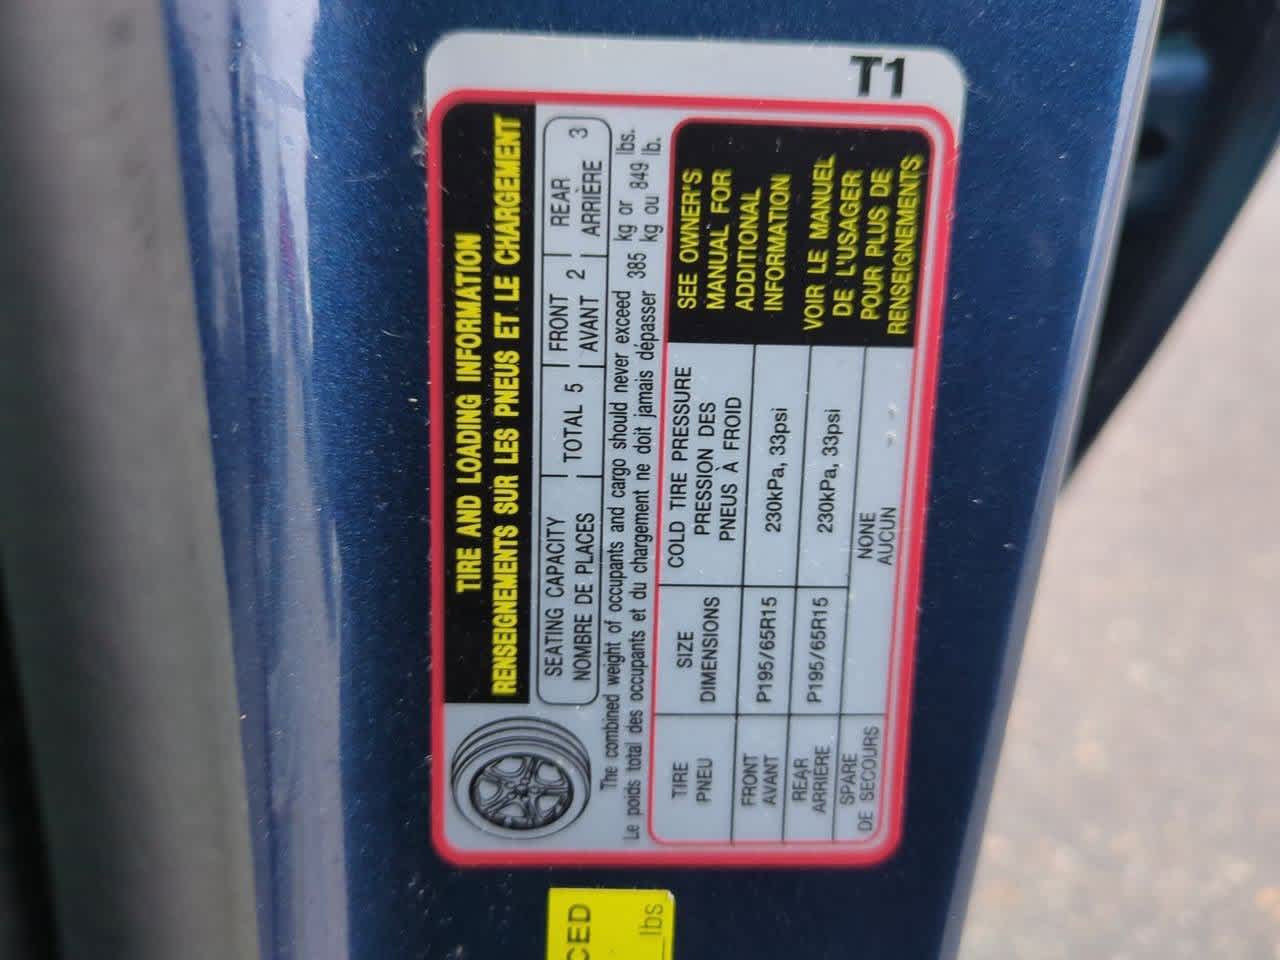 T1
TIRE AND LOADING INFORMATION
RENSEIGNEMENTS SUR LES PNEUS ET LE CHARGEMENT
SEATING CAPACITY
NOMBRE DE PLACES
TOTAL 5
FRONT
AVANT 2
REAR
ARRIÈRE 3
The combined weight of occupants and cargo should never exceed 385 kg or lbs.
Le poids total des occupants et du chargement ne doit jamais dépasser kg ou 849 lb.
TIRE
PNEU
SIZE
DIMENSIONS
COLD TIRE PRESSURE
PRESSION DES
PNEUS À FROID
FRONT
AVANT
P195/65R15
230kPa, 33psi
REAR
ARRIÈRE
P195/65R15
230kPa, 33psi
SPARE
DE SECOURS
NONE
AUCUN
SEE OWNER'S
MANUAL FOR
ADDITIONAL
INFORMATION
VOIR LE MANUEL
DE L'USAGER
POUR PLUS DE
RENSEIGNEMENTS
CED
lbs